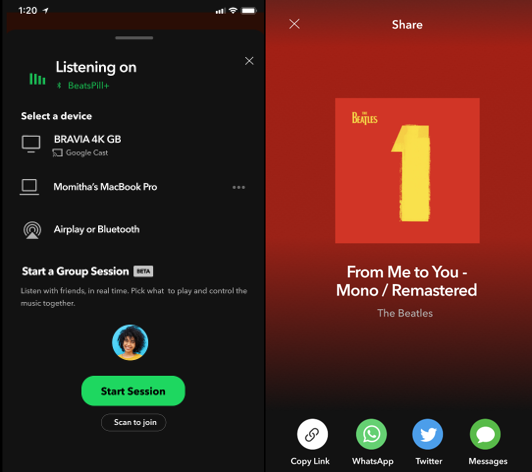 1:20
Listening on
BeatsPill+
Select a device
BRAVIA 4K GB
Google Cast
Momitha's MacBook Pro
Airplay or Bluetooth
Start a Group Session BETA
Listen with friends, in real time. Pick what to play and control the
music together.
Start Session
Scan to join
Share
THE
BEATLES
1
From Me to You -
Mono / Remastered
The Beatles
Copy Link
WhatsApp
Twitter
Messages